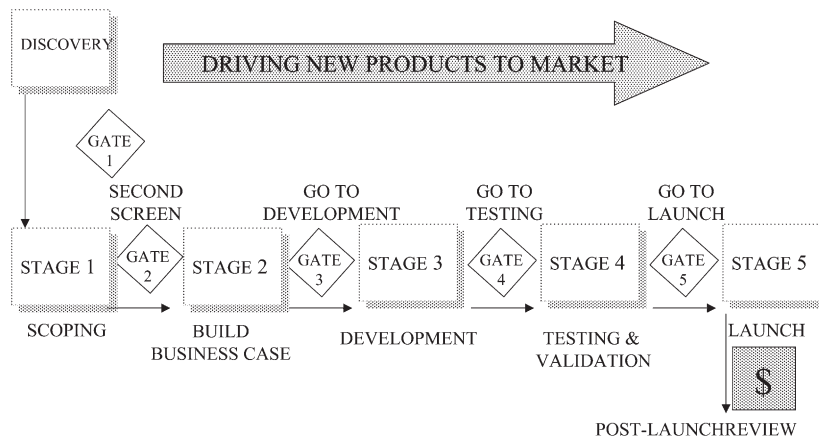 DISCOVERY
DRIVING NEW PRODUCTS TO MARKET
GATE
1
SECOND
SCREEN
GO TO
DEVELOPMENT
GO TO
TESTING
GO TO
LAUNCH
STAGE 1
GATE
2
STAGE 2
GATE
3
STAGE 3
GATE
4
STAGE 4
GATE
5
STAGE 5
SCOPING
BUILD
BUSINESS CASE
DEVELOPMENT
TESTING &
VALIDATION
LAUNCH
$
POST-LAUNCHREVIEW